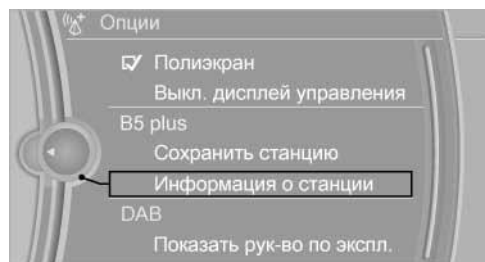 Опции
Полиэкран
Выкл. дисплей управления
B5 plus
Сохранить станцию
Информация о станции
DAB
Показать рук-во по экспл.